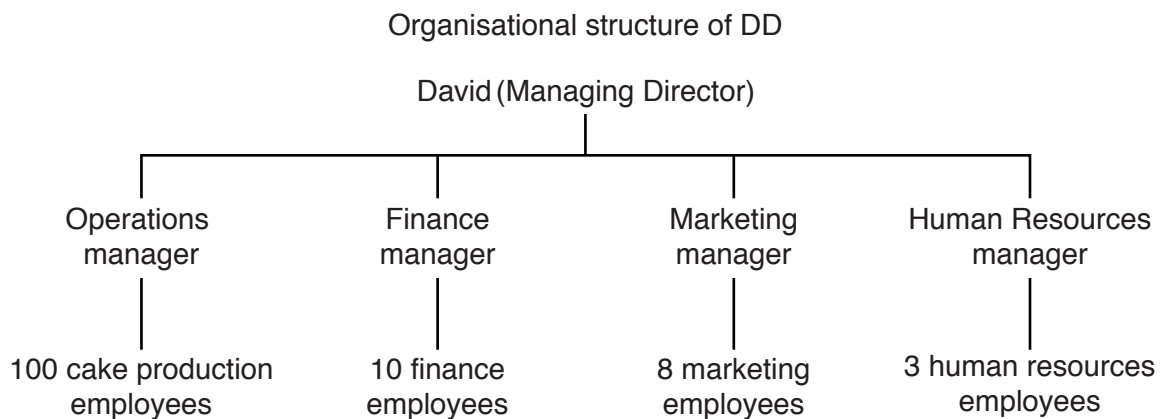 Organisational structure of DD
David (Managing Director)
Operations
manager
Finance
manager
Marketing
manager
Human Resources
manager
100 cake production
employees
10 finance
employees
8 marketing
employees
3 human resources
employees